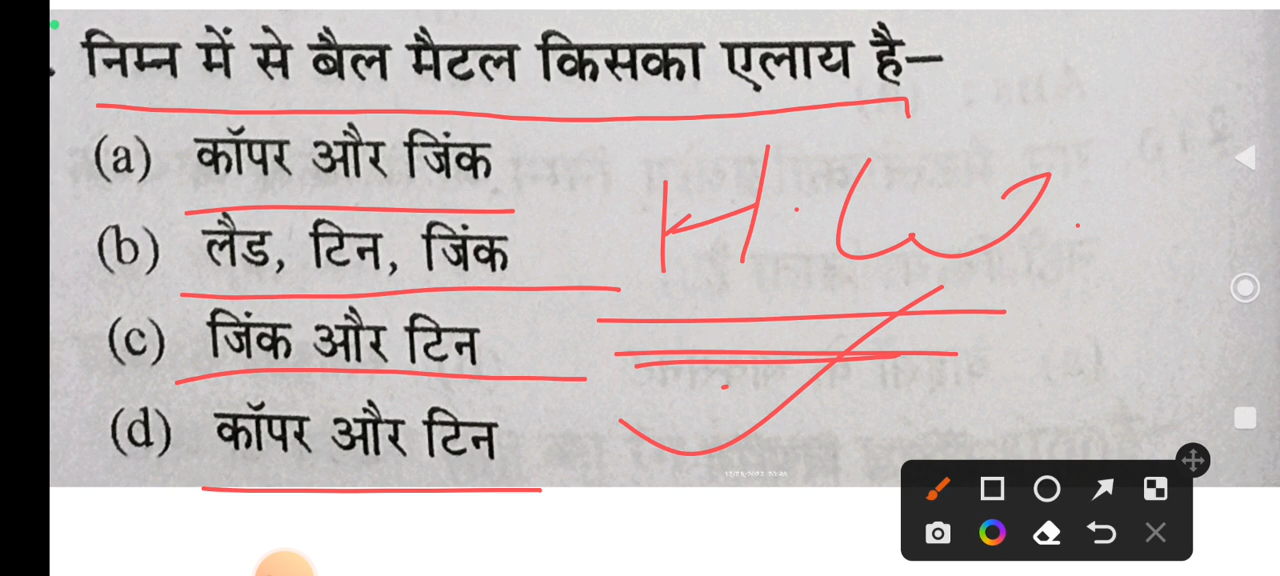 निम्न में से बैल मैटल किसका एलाय है–
(a) कॉपर और जिंक
H.W.
(b) लैड, टिन, जिंक
(c) जिंक और टिन
(d) कॉपर और टिन